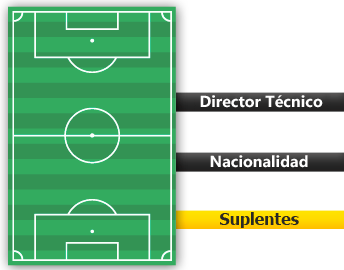 Director Técnico
Nacionalidad
Suplentes